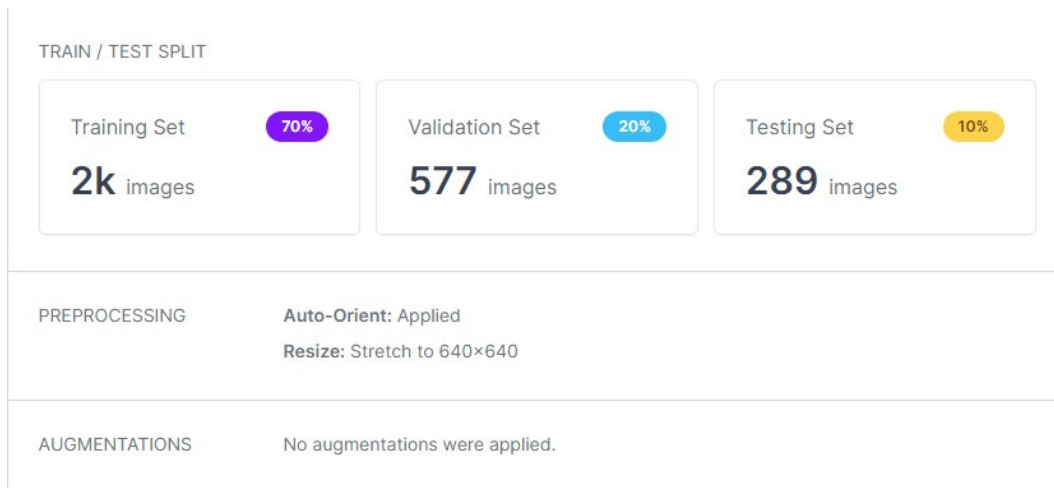 TRAIN / TEST SPLIT
Training Set 70%
2k images
Validation Set 20%
577 images
Testing Set 10%
289 images
PREPROCESSING
Auto-Orient: Applied
Resize: Stretch to 640×640
AUGMENTATIONS
No augmentations were applied.